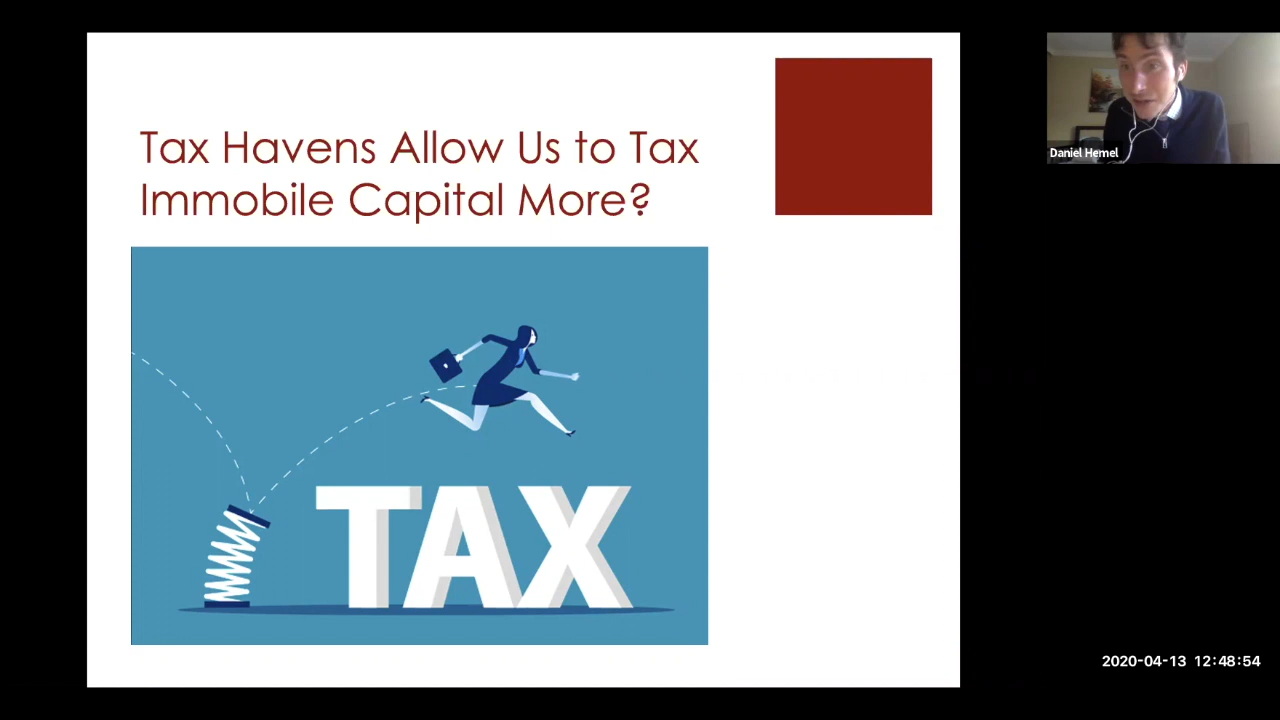 Tax Havens Allow Us to Tax
Immobile Capital More?
Daniel Hemel
TAX
2020-04-13 12:48:54